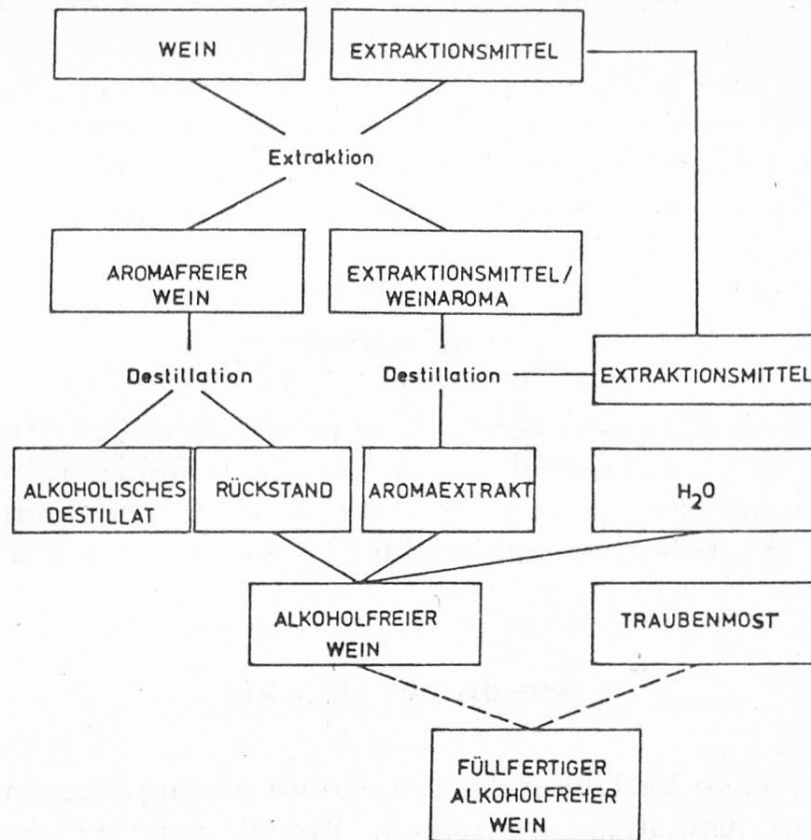 WEIN
EXTRAKTIONSMITTEL
Extraktion
AROMAFREIER
WEIN
EXTRAKTIONSMITTEL/
WEINAROMA
Destillation
Destillation
EXTRAKTIONSMITTEL
ALKOHOLISCHES
DESTILLAT
RÜCKSTAND
AROMAEXTRAKT
H₂O
ALKOHOLFREIER
WEIN
TRAUBENMOST
FÜLLFERTIGER
ALKOHOLFREIER
WEIN